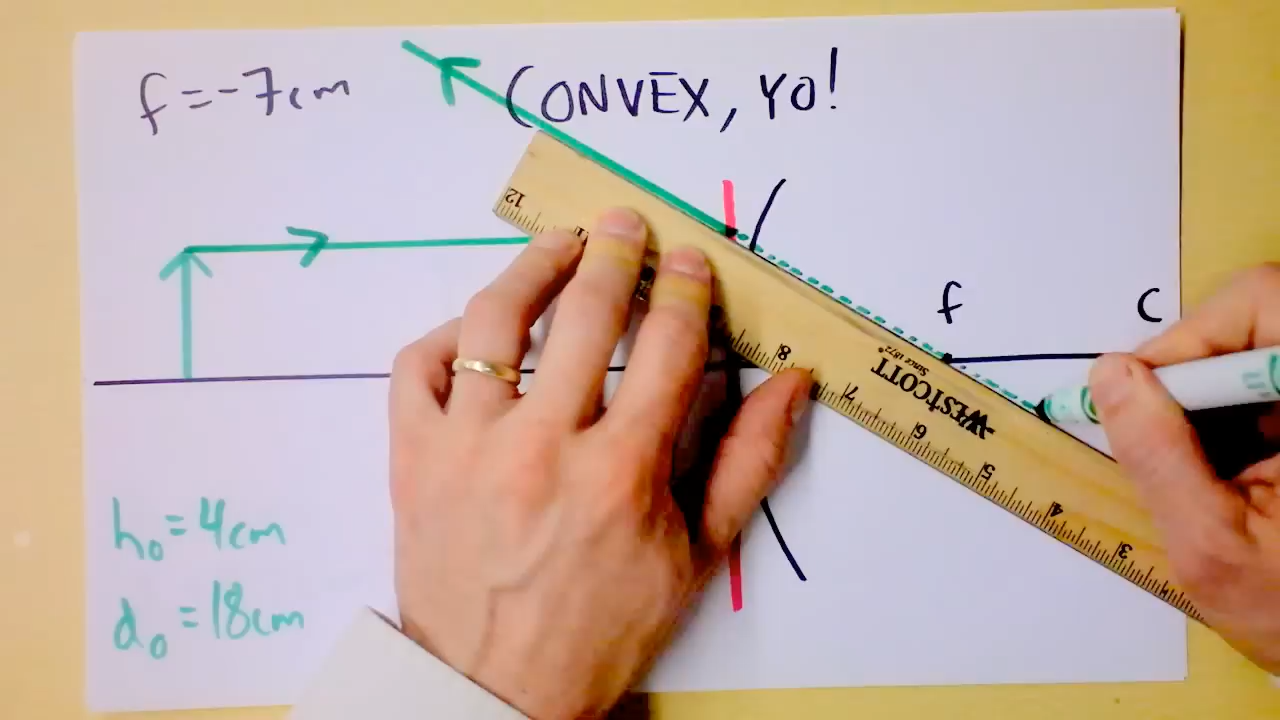 f = -7cm
CONVEX, YO!
f
C
h₀ = 4cm
d₀ = 18cm
12
8
7
6
5
4
3
WESTCOTT
Since 1872®